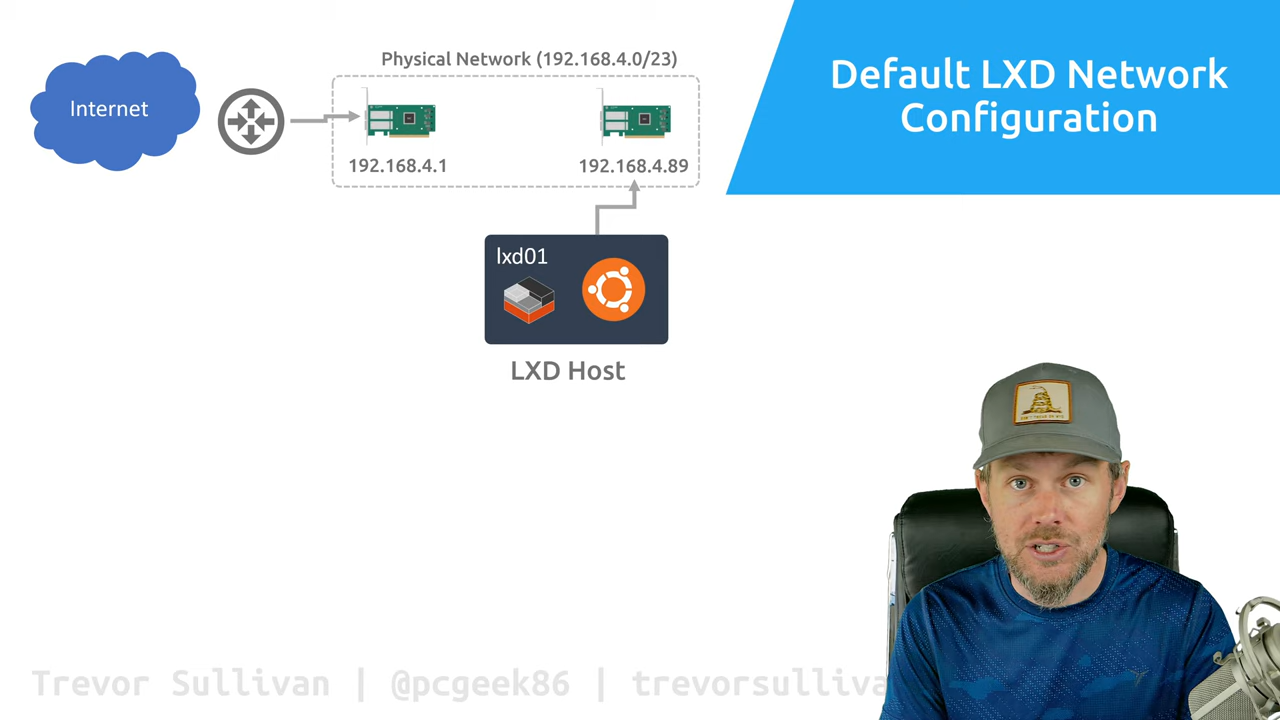 Physical Network (192.168.4.0/23)
Default LXD Network
Configuration
Internet
192.168.4.1
192.168.4.89
lxd01
LXD Host
Trevor Sullivan | @pcgeek86 | trevorsulliva